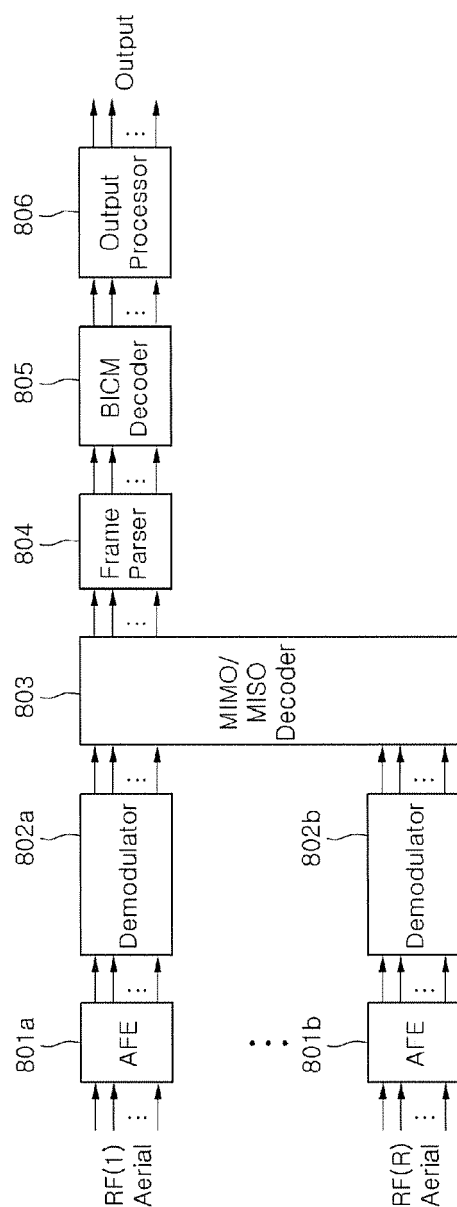 RF(1)
Aerial
801a
AFE
802a
Demodulator
803
MIMO/
MISO
Decoder
804
Frame
Parser
805
BICM
Decoder
806
Output
Processor
Output
RF(R)
Aerial
801b
AFE
802b
Demodulator